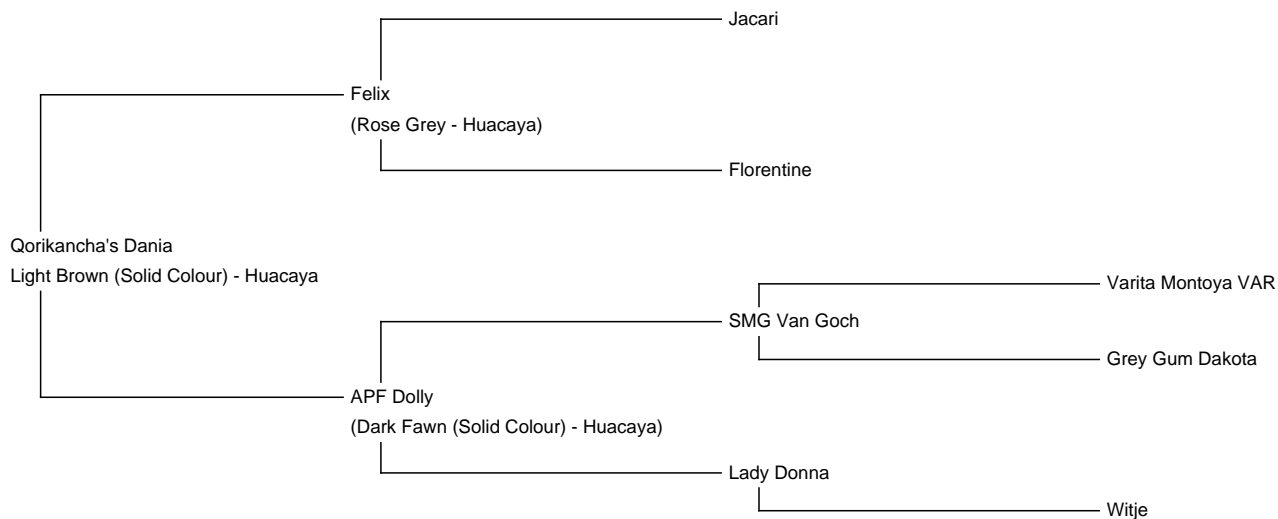 Jacari
Felix
(Rose Grey - Huacaya)
Florentine
Qorikancha's Dania
Light Brown (Solid Colour) - Huacaya
Varita Montoya VAR
SMG Van Goch
Grey Gum Dakota
APF Dolly
(Dark Fawn (Solid Colour) - Huacaya)
Lady Donna
Witje